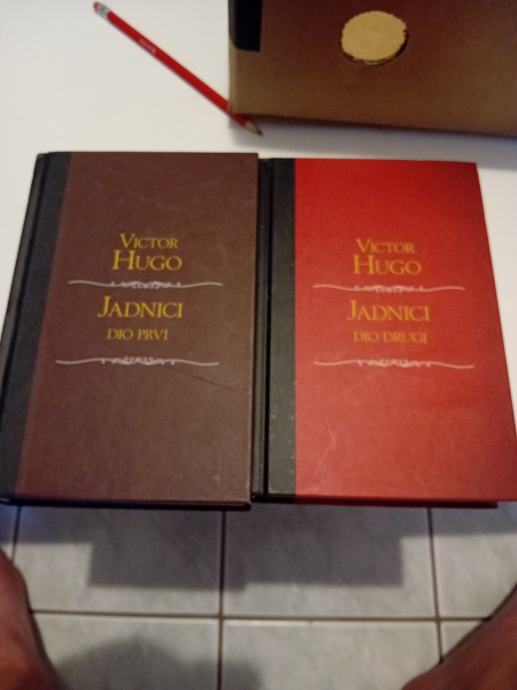 VICTOR
HUGO
JADNICI
DIO PRVI
VICTOR
HUGO
JADNICI
DIO DRUGI